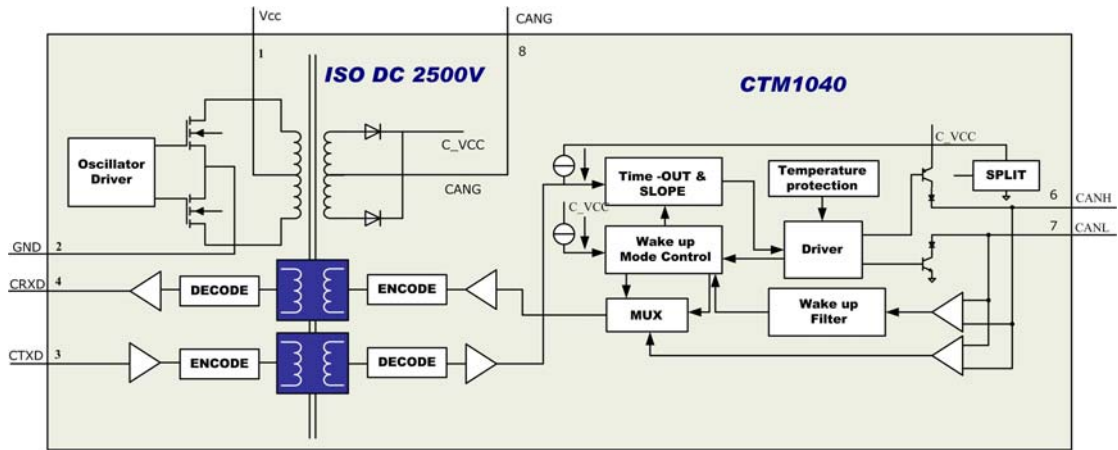 Vcc
CANG
1
8
ISO DC 2500V
CTM1040
C_VCC
C_VCC
Oscillator
Driver
CANG
Time -OUT &
SLOPE
Temperature
protection
SPLIT
6
CANH
C_VCC
7
CANL
GND
2
Wake up
Mode Control
Driver
CRXD
4
DECODE
ENCODE
MUX
Wake up
Filter
CTXD
3
ENCODE
DECODE